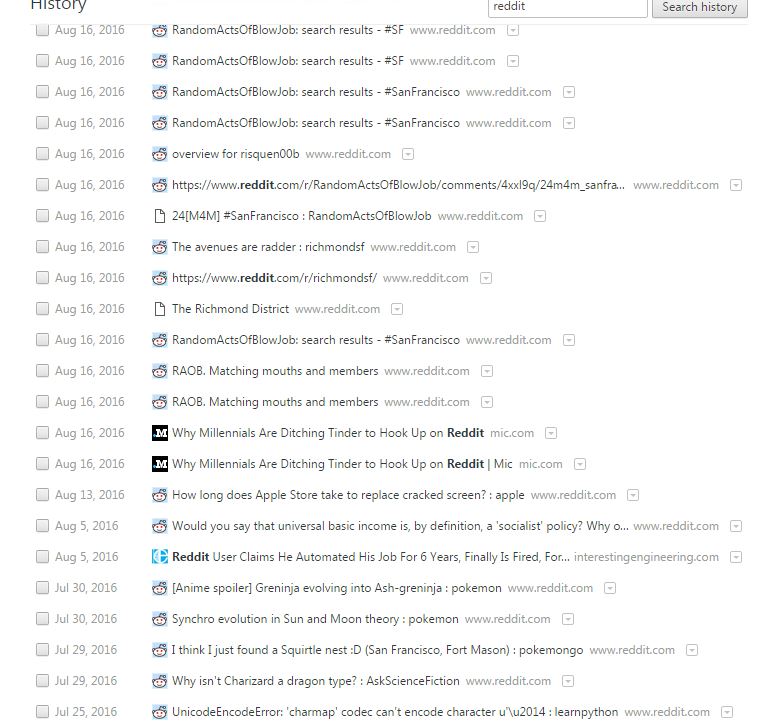 History
reddit
Search history
Aug 16, 2016 RandomActsOfBlowJob: search results - #SF www.reddit.com
Aug 16, 2016 RandomActsOfBlowJob: search results - #SF www.reddit.com
Aug 16, 2016 RandomActsOfBlowJob: search results - #SanFrancisco www.reddit.com
Aug 16, 2016 RandomActsOfBlowJob: search results - #SanFrancisco www.reddit.com
Aug 16, 2016 overview for risquen00b www.reddit.com
Aug 16, 2016 https://www.reddit.com/r/RandomActsOfBlowJob/comments/4xxl9q/24m4m_sanfra... www.reddit.com
Aug 16, 2016 24[M4M] #SanFrancisco : RandomActsOfBlowJob www.reddit.com
Aug 16, 2016 The avenues are radder : richmondsf www.reddit.com
Aug 16, 2016 https://www.reddit.com/r/richmondsf/ www.reddit.com
Aug 16, 2016 The Richmond District www.reddit.com
Aug 16, 2016 RandomActsOfBlowJob: search results - #SanFrancisco www.reddit.com
Aug 16, 2016 RAOB. Matching mouths and members www.reddit.com
Aug 16, 2016 RAOB. Matching mouths and members www.reddit.com
Aug 16, 2016 .M Why Millennials Are Ditching Tinder to Hook Up on Reddit mic.com
Aug 16, 2016 .M Why Millennials Are Ditching Tinder to Hook Up on Reddit | Mic mic.com
Aug 13, 2016 How long does Apple Store take to replace cracked screen? : apple www.reddit.com
Aug 5, 2016 Would you say that universal basic income is, by definition, a 'socialist' policy? Why o... www.reddit.com
Aug 5, 2016 Reddit User Claims He Automated His Job For 6 Years, Finally Is Fired, For... interestingengineering.com
Jul 30, 2016 [Anime spoiler] Greninja evolving into Ash-greninja : pokemon www.reddit.com
Jul 30, 2016 Synchro evolution in Sun and Moon theory : pokemon www.reddit.com
Jul 29, 2016 I think I just found a Squirtle nest :D (San Francisco, Fort Mason) : pokemongo www.reddit.com
Jul 29, 2016 Why isn't Charizard a dragon type? : AskScienceFiction www.reddit.com
Jul 25, 2016 UnicodeEncodeError: 'charmap' codec can't encode character u'\u2014 : learnpython www.reddit.com